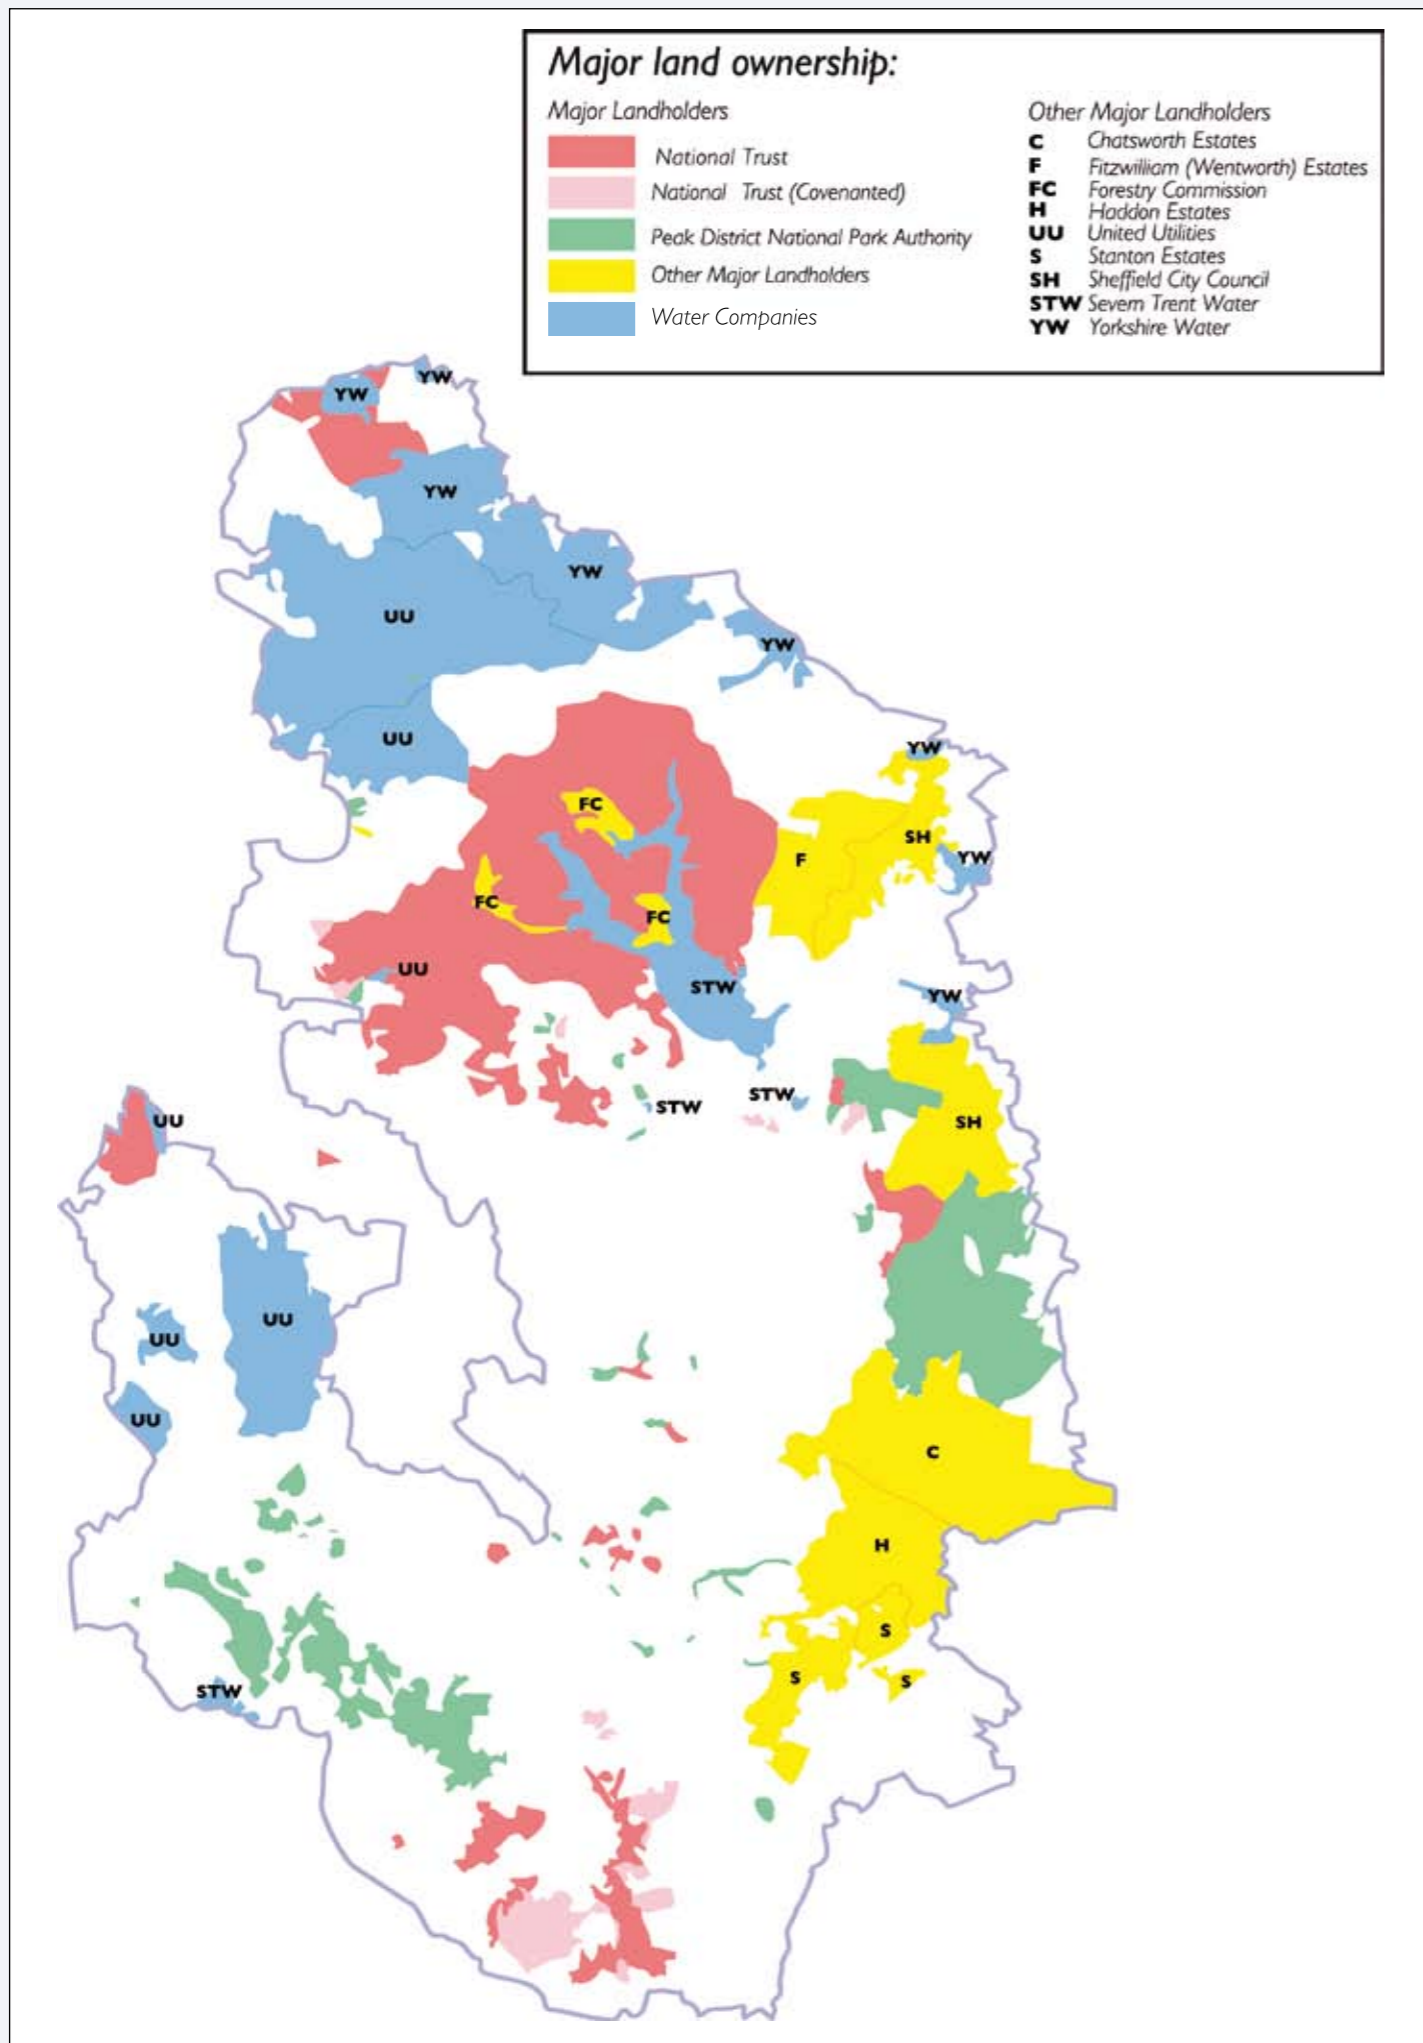 Major land ownership:
Major Landholders
National Trust
National Trust (Covenanted)
Peak District National Park Authority
Other Major Landholders
Water Companies
Other Major Landholders
C Chatsworth Estates
F Fitzwilliam (Wentworth) Estates
FC Forestry Commission
H Haddon Estates
UU United Utilities
S Stanton Estates
SH Sheffield City Council
STW Severn Trent Water
YW Yorkshire Water
YW
YW
YW
YW
UU
YW
UU
YW
FC
SH
F
YW
FC
FC
UU
STW
YW
STW
STW
UU
SH
UU
UU
UU
C
H
S
S
S
STW